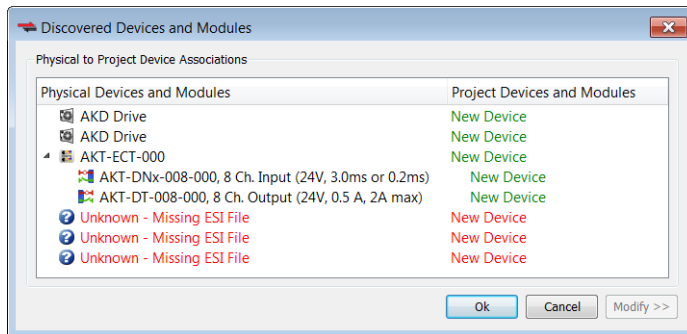 Discovered Devices and Modules
Physical to Project Device Associations
Physical Devices and Modules Project Devices and Modules
AKD Drive New Device
AKD Drive New Device
AKT-ECT-000 New Device
AKT-DNx-008-000, 8 Ch. Input (24V, 3.0ms or 0.2ms) New Device
AKT-DT-008-000, 8 Ch. Output (24V, 0.5 A, 2A max) New Device
Unknown - Missing ESI File New Device
Unknown - Missing ESI File New Device
Unknown - Missing ESI File New Device
Ok Cancel Modify >>